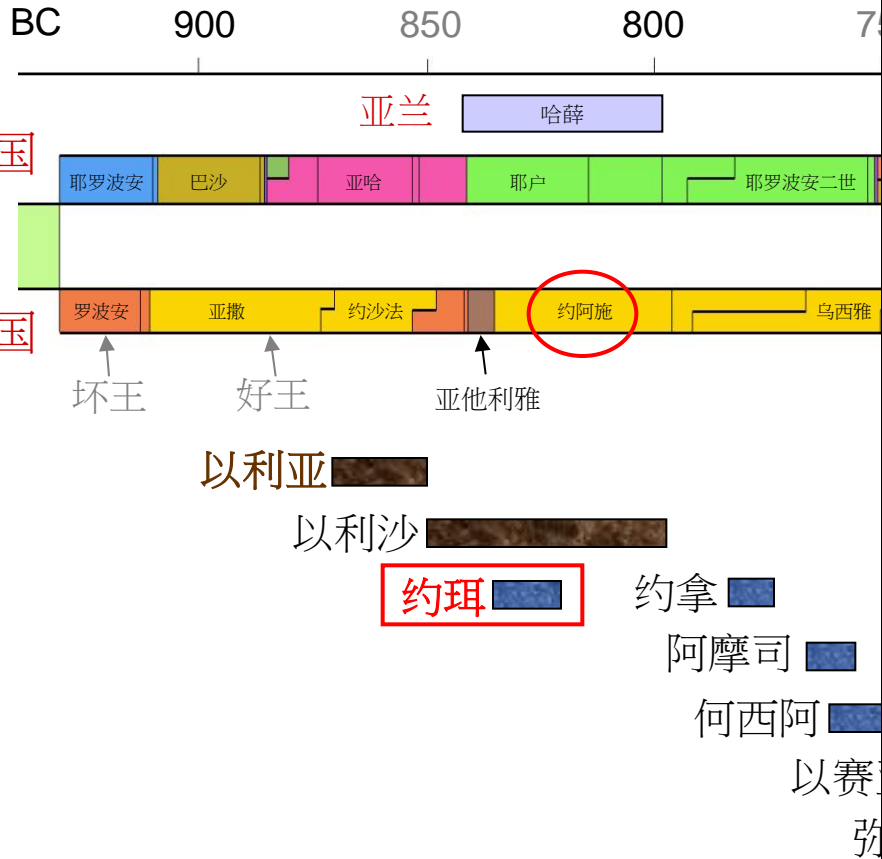 BC 900 850 800
亚兰 哈薛
国
耶罗波安 巴沙 亚哈 耶户 耶罗波安二世
罗波安 亚撒 约沙法 约阿施 乌西雅
国
坏王 好王 亚他利雅
以利亚
以利沙
约珥 约拿
阿摩司
何西阿
以赛
弥